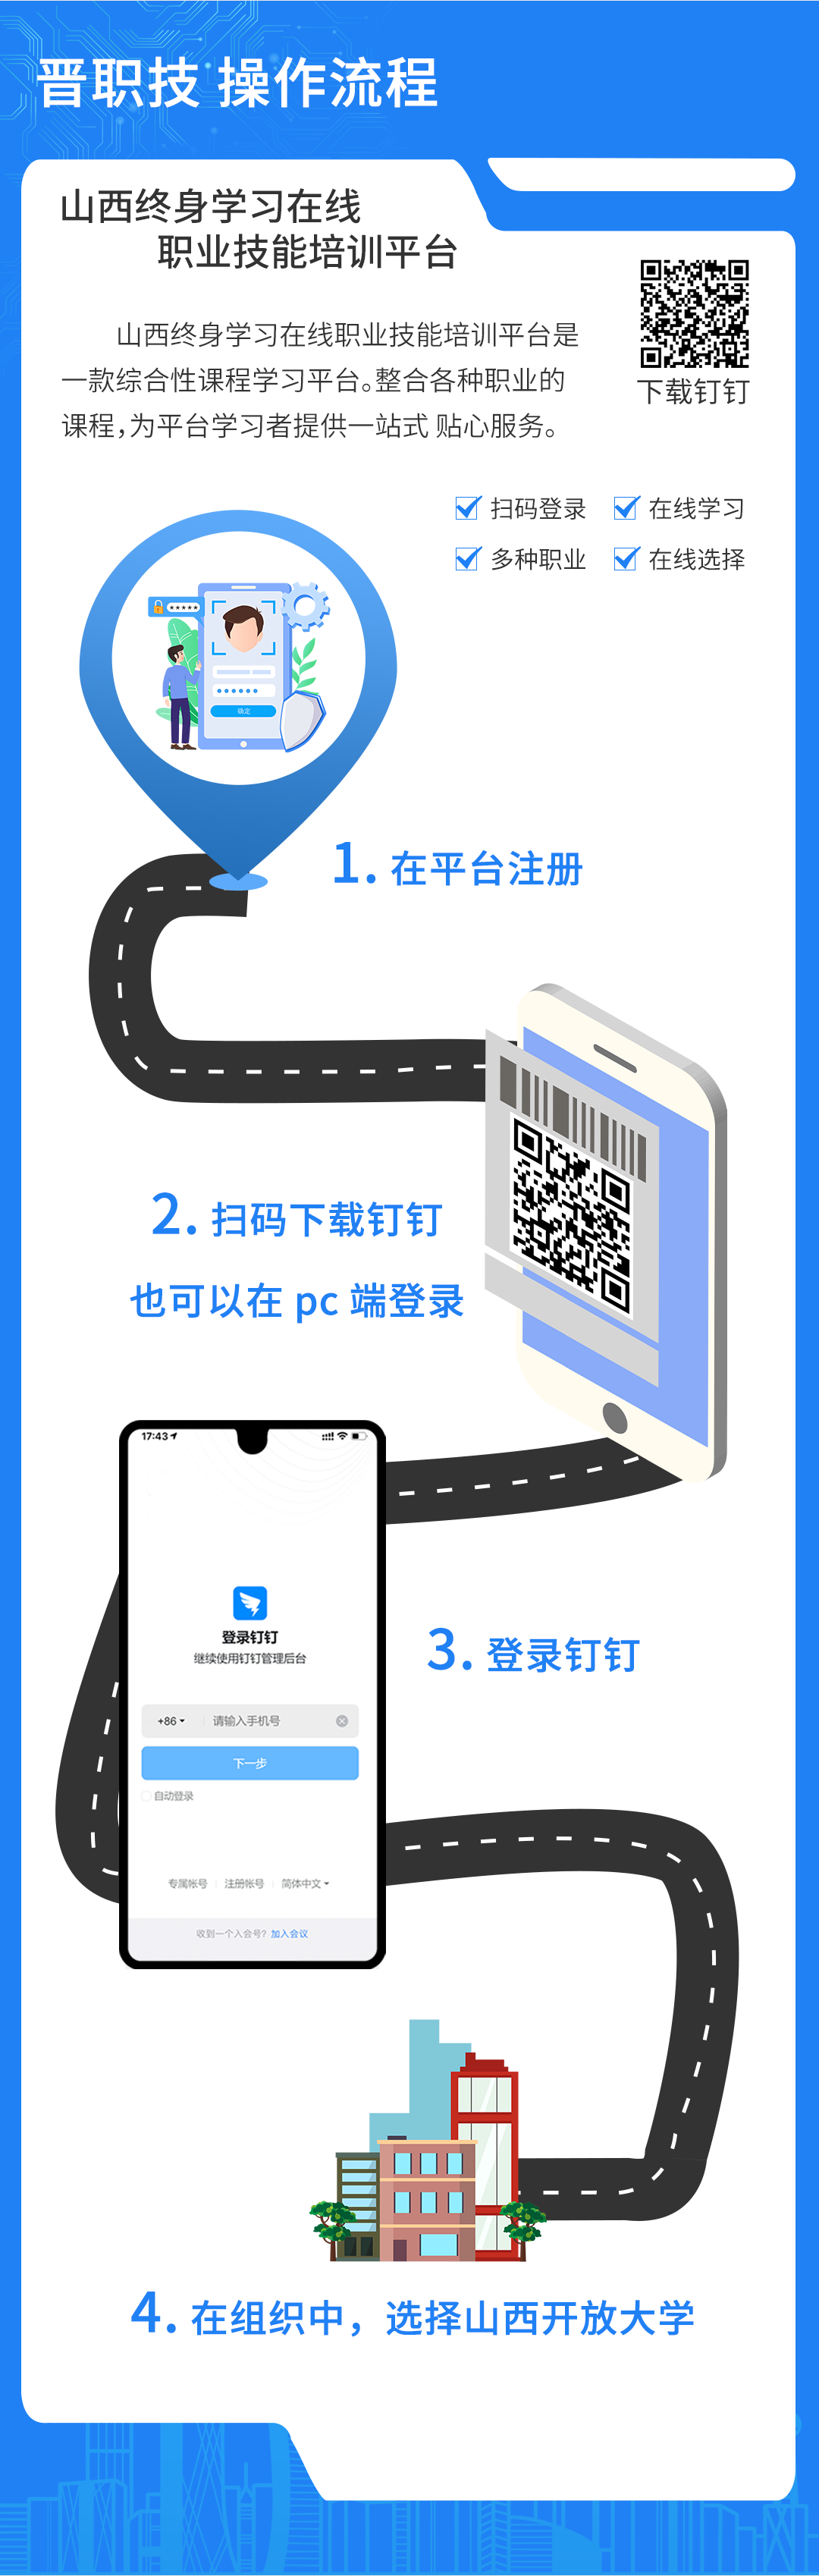 晋职技 操作流程
山西终身学习在线
职业技能培训平台
山西终身学习在线职业技能培训平台是
一款综合性课程学习平台。整合各种职业的
课程，为平台学习者提供一站式 贴心服务。
下载钉钉
扫码登录 在线学习
多种职业 在线选择
*****
确定
1. 在平台注册
2. 扫码下载钉钉
也可以在 pc 端登录
17:43
登录钉钉
继续使用钉钉管理后台
+86 请输入手机号
下一步
自动登录
专属帐号 注册帐号 简体中文
收到一个入会号? 加入会议
3. 登录钉钉
4. 在组织中，选择山西开放大学